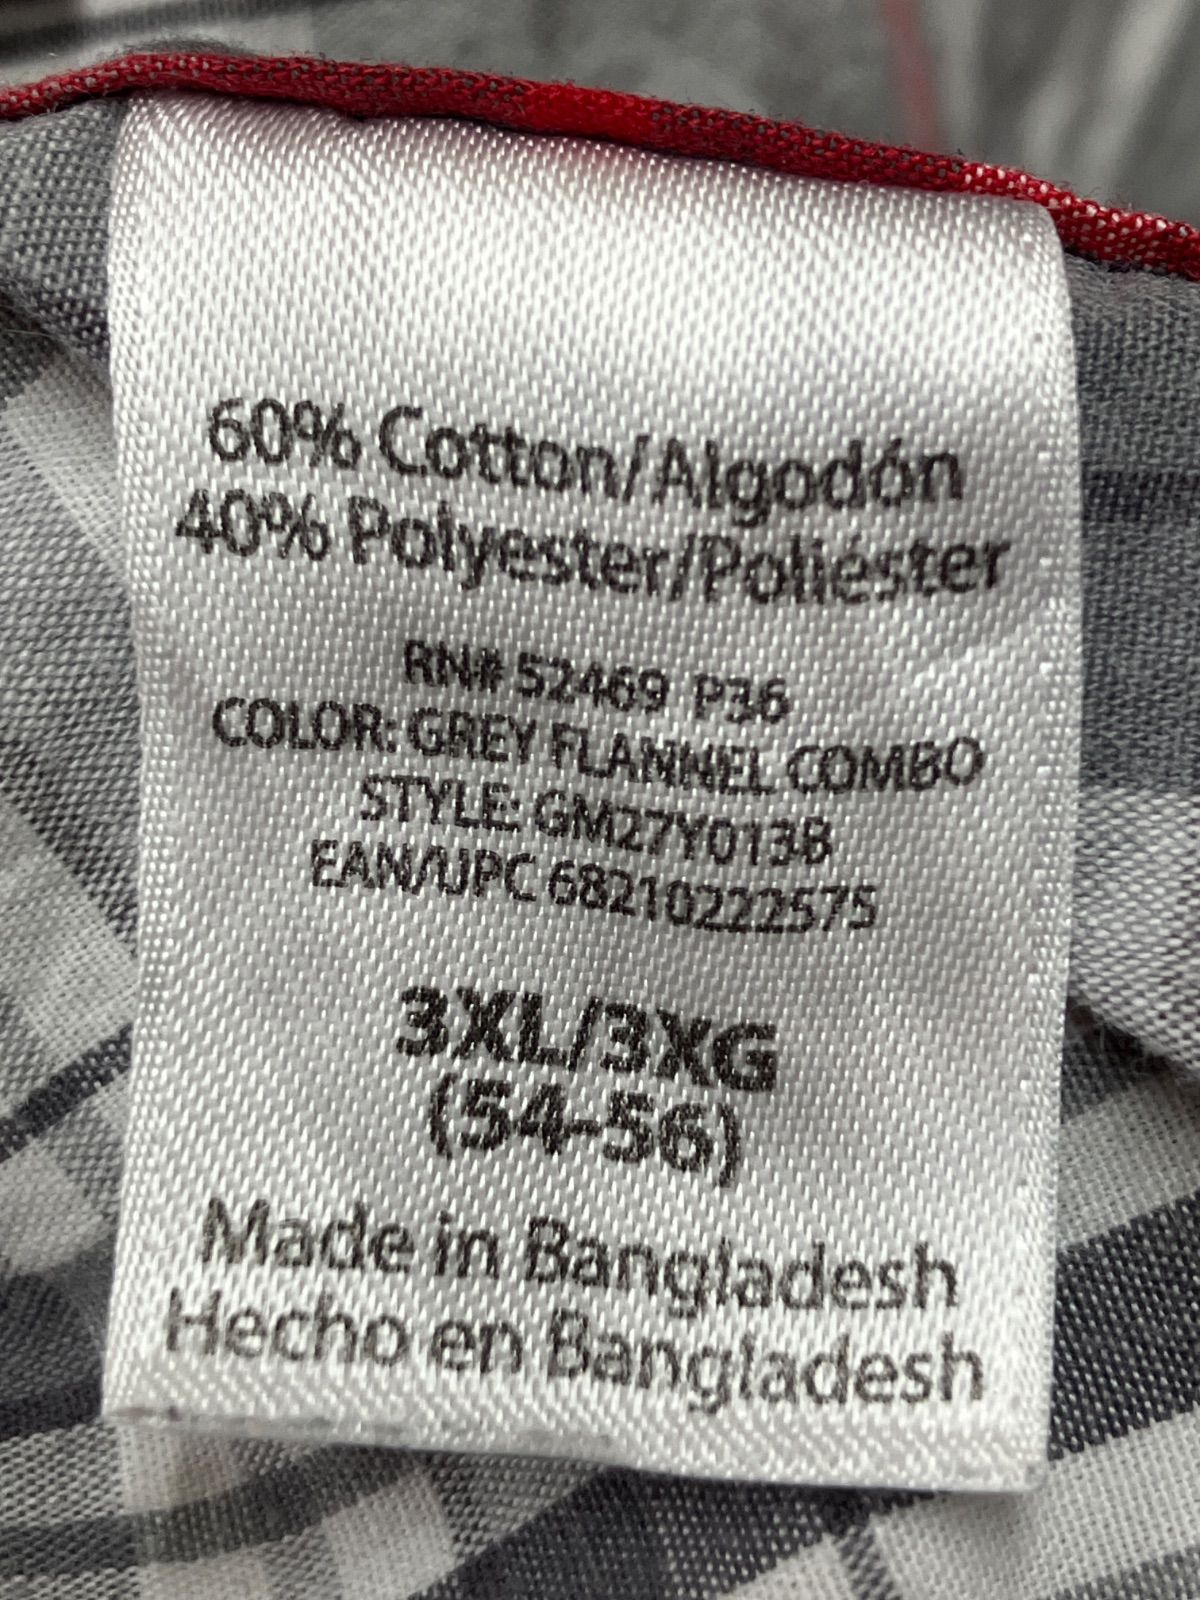 60% Cotton/Algodón
40% Polyester/Poliéster
RN# 52469 P36
COLOR: GREY FLANNEL COMBO
STYLE: GM27Y013B
EAN/UPC 68210222575
3XL/3XG
(54-56)
Made in Bangladesh
Hecho en Bangladesh